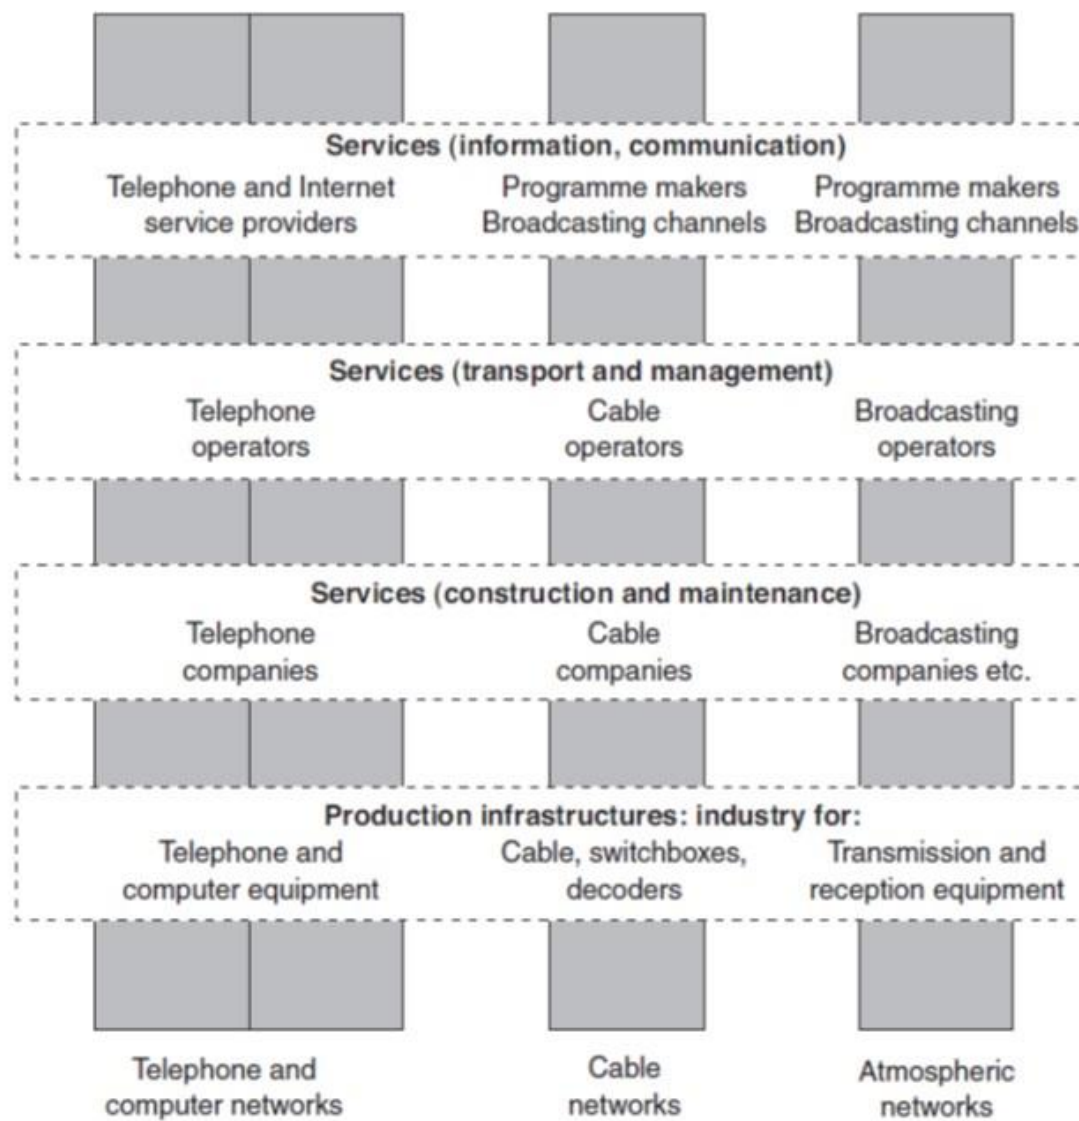 Services (information, communication)
Telephone and Internet Programme makers Programme makers
service providers Broadcasting channels Broadcasting channels
Services (transport and management)
Telephone Cable Broadcasting
operators operators operators
Services (construction and maintenance)
Telephone Cable Broadcasting
companies companies companies etc.
Production infrastructures: industry for:
Telephone and Cable, switchboxes, Transmission and
computer equipment decoders reception equipment
Telephone and Cable Atmospheric
computer networks networks networks